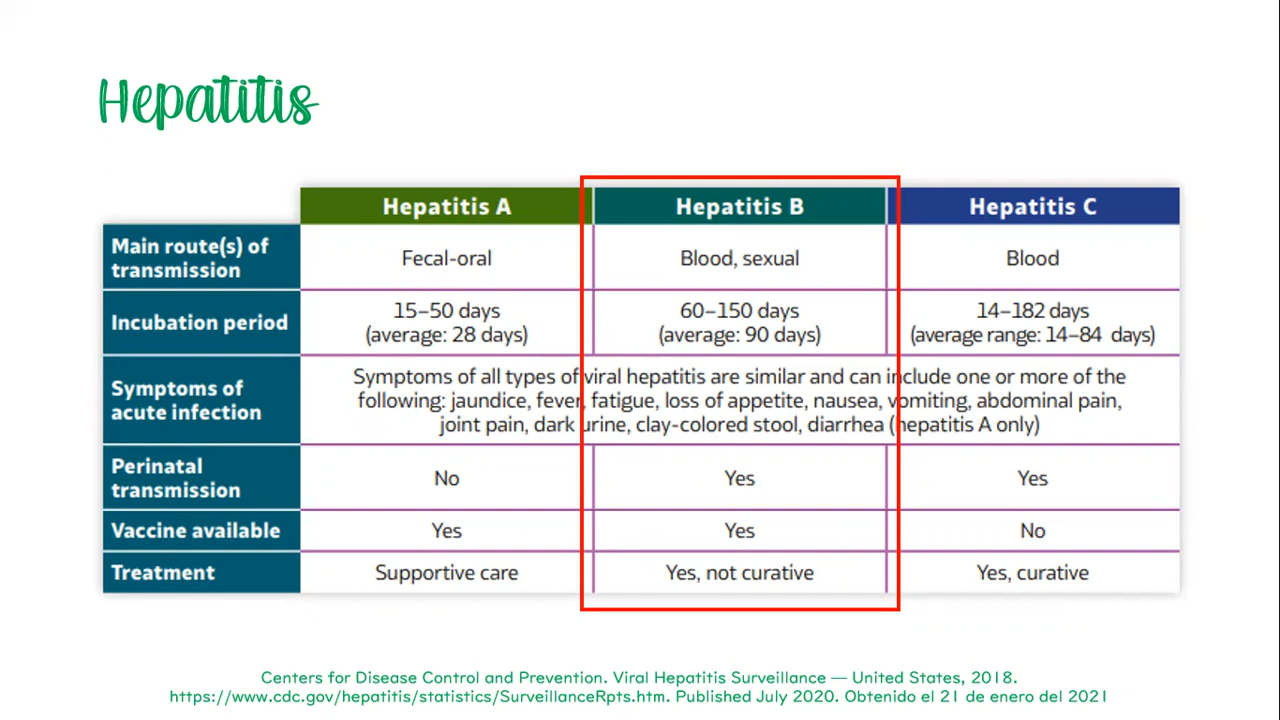 Hepatitis
Hepatitis A Hepatitis B Hepatitis C
Main route(s) of
transmission
Fecal-oral Blood, sexual Blood
Incubation period
15–50 days
(average: 28 days)
60–150 days
(average: 90 days)
14–182 days
(average range: 14–84 days)
Symptoms of
acute infection
Symptoms of all types of viral hepatitis are similar and can include one or more of the
following: jaundice, fever, fatigue, loss of appetite, nausea, vomiting, abdominal pain,
joint pain, dark urine, clay-colored stool, diarrhea (hepatitis A only)
Perinatal
transmission
No Yes Yes
Vaccine available Yes Yes No
Treatment Supportive care Yes, not curative Yes, curative
Centers for Disease Control and Prevention. Viral Hepatitis Surveillance — United States, 2018.
https://www.cdc.gov/hepatitis/statistics/SurveillanceRpts.htm. Published July 2020. Obtenido el 21 de enero del 2021